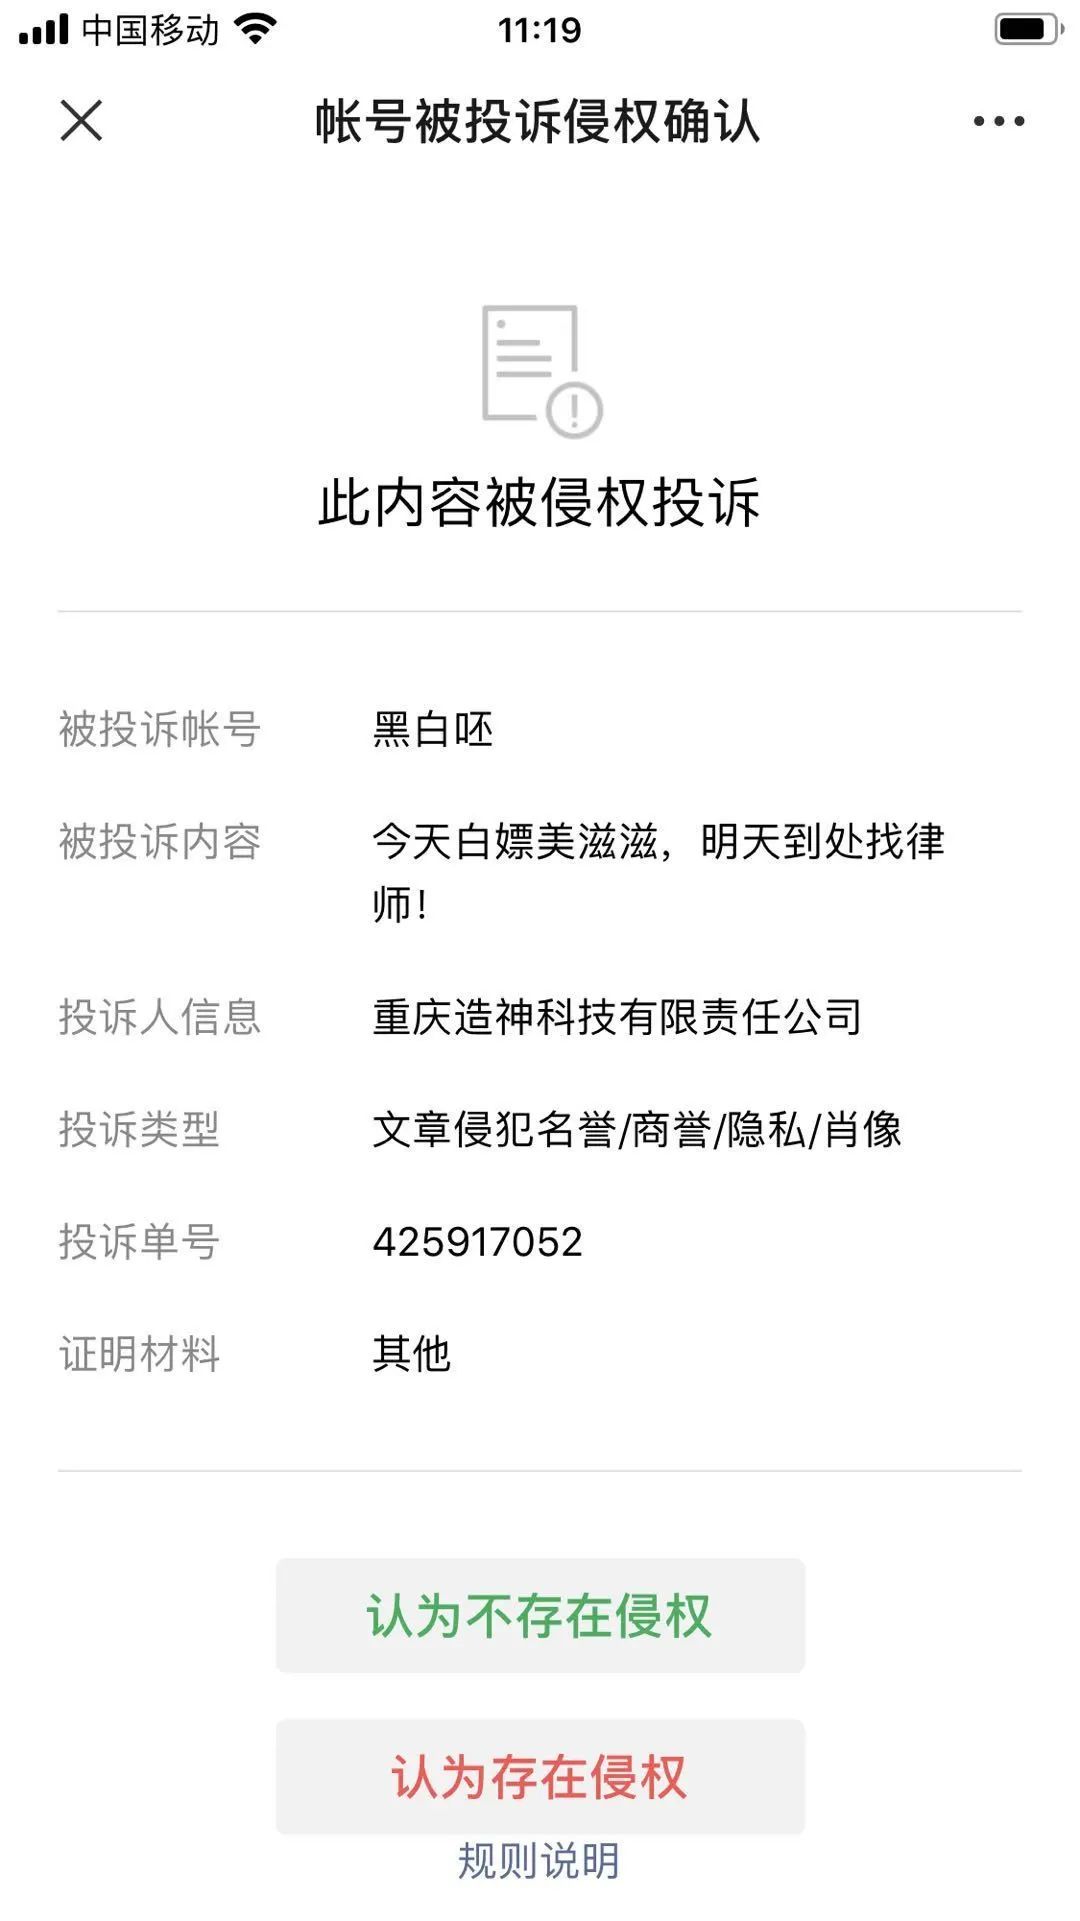 中国移动
11:19
帐号被投诉侵权确认
此内容被侵权投诉
被投诉帐号 黑白呸
被投诉内容 今天白嫖美滋滋，明天到处找律
师！
投诉人信息 重庆造神科技有限责任公司
投诉类型 文章侵犯名誉/商誉/隐私/肖像
投诉单号 425917052
证明材料 其他
认为不存在侵权
认为存在侵权
规则说明